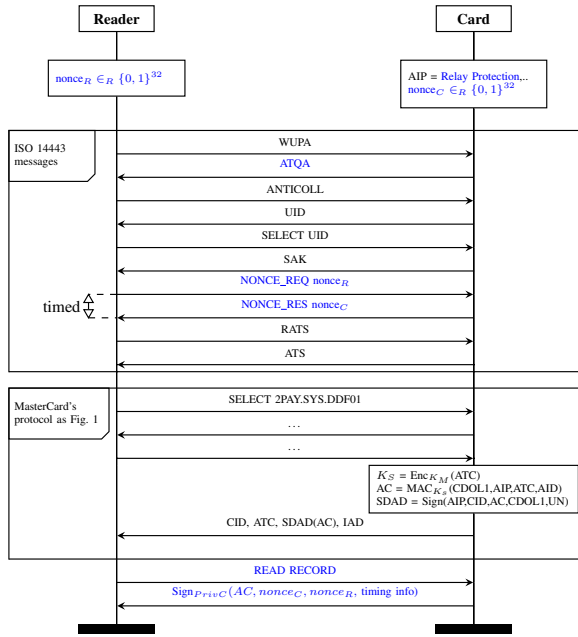 Reader Card
nonce_R ∈_R {0, 1}^32
AIP = Relay Protection,..
nonce_C ∈_R {0, 1}^32
ISO 14443
messages
WUPA
ATQA
ANTICOLL
UID
SELECT UID
SAK
NONCE_REQ nonce_R
timed
NONCE_RES nonce_C
RATS
ATS
MasterCard's
protocol as Fig. 1
SELECT 2PAY.SYS.DDF01
...
...
K_S = Enc_{K_M}(ATC)
AC = MAC_{K_s}(CDOL1,AIP,ATC,AID)
SDAD = Sign(AIP,CID,AC,CDOL1,UN)
CID, ATC, SDAD(AC), IAD
READ RECORD
Sign_{PrivC}(AC, nonce_C, nonce_R, timing info)